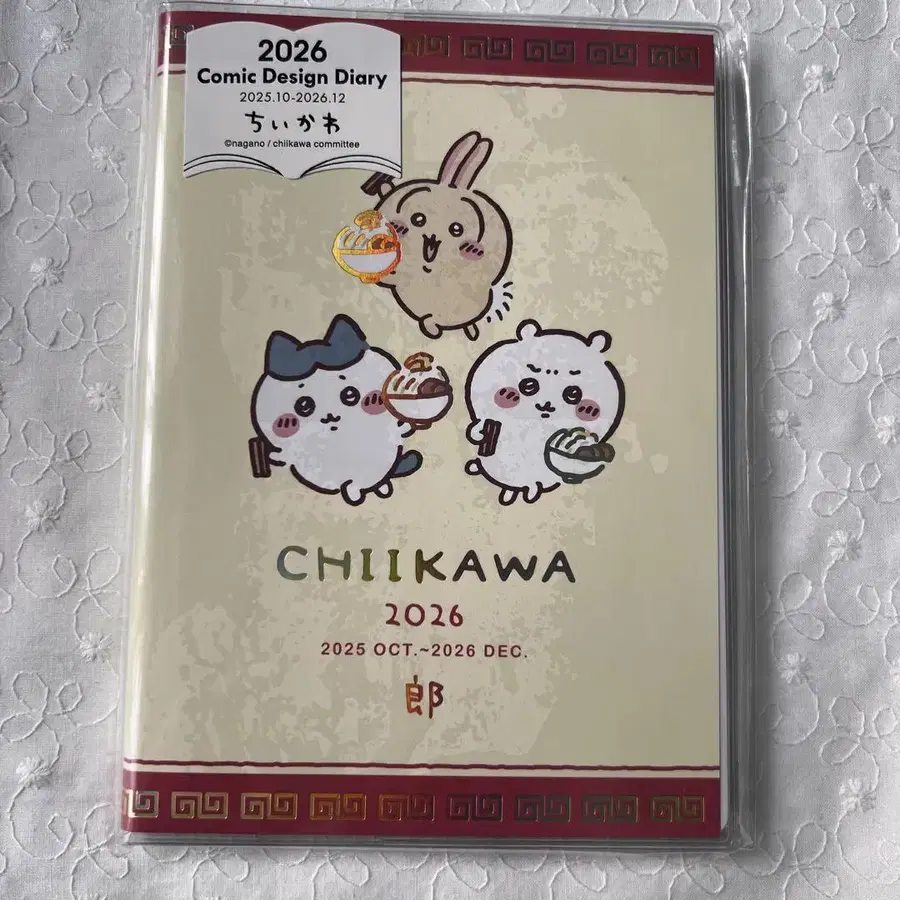 2026
Comic Design Diary
2025.10-2026.12
ちいかわ
©nagano / chiikawa committee
CHIIKAWA
2026
2025 OCT.~2026 DEC.
郎